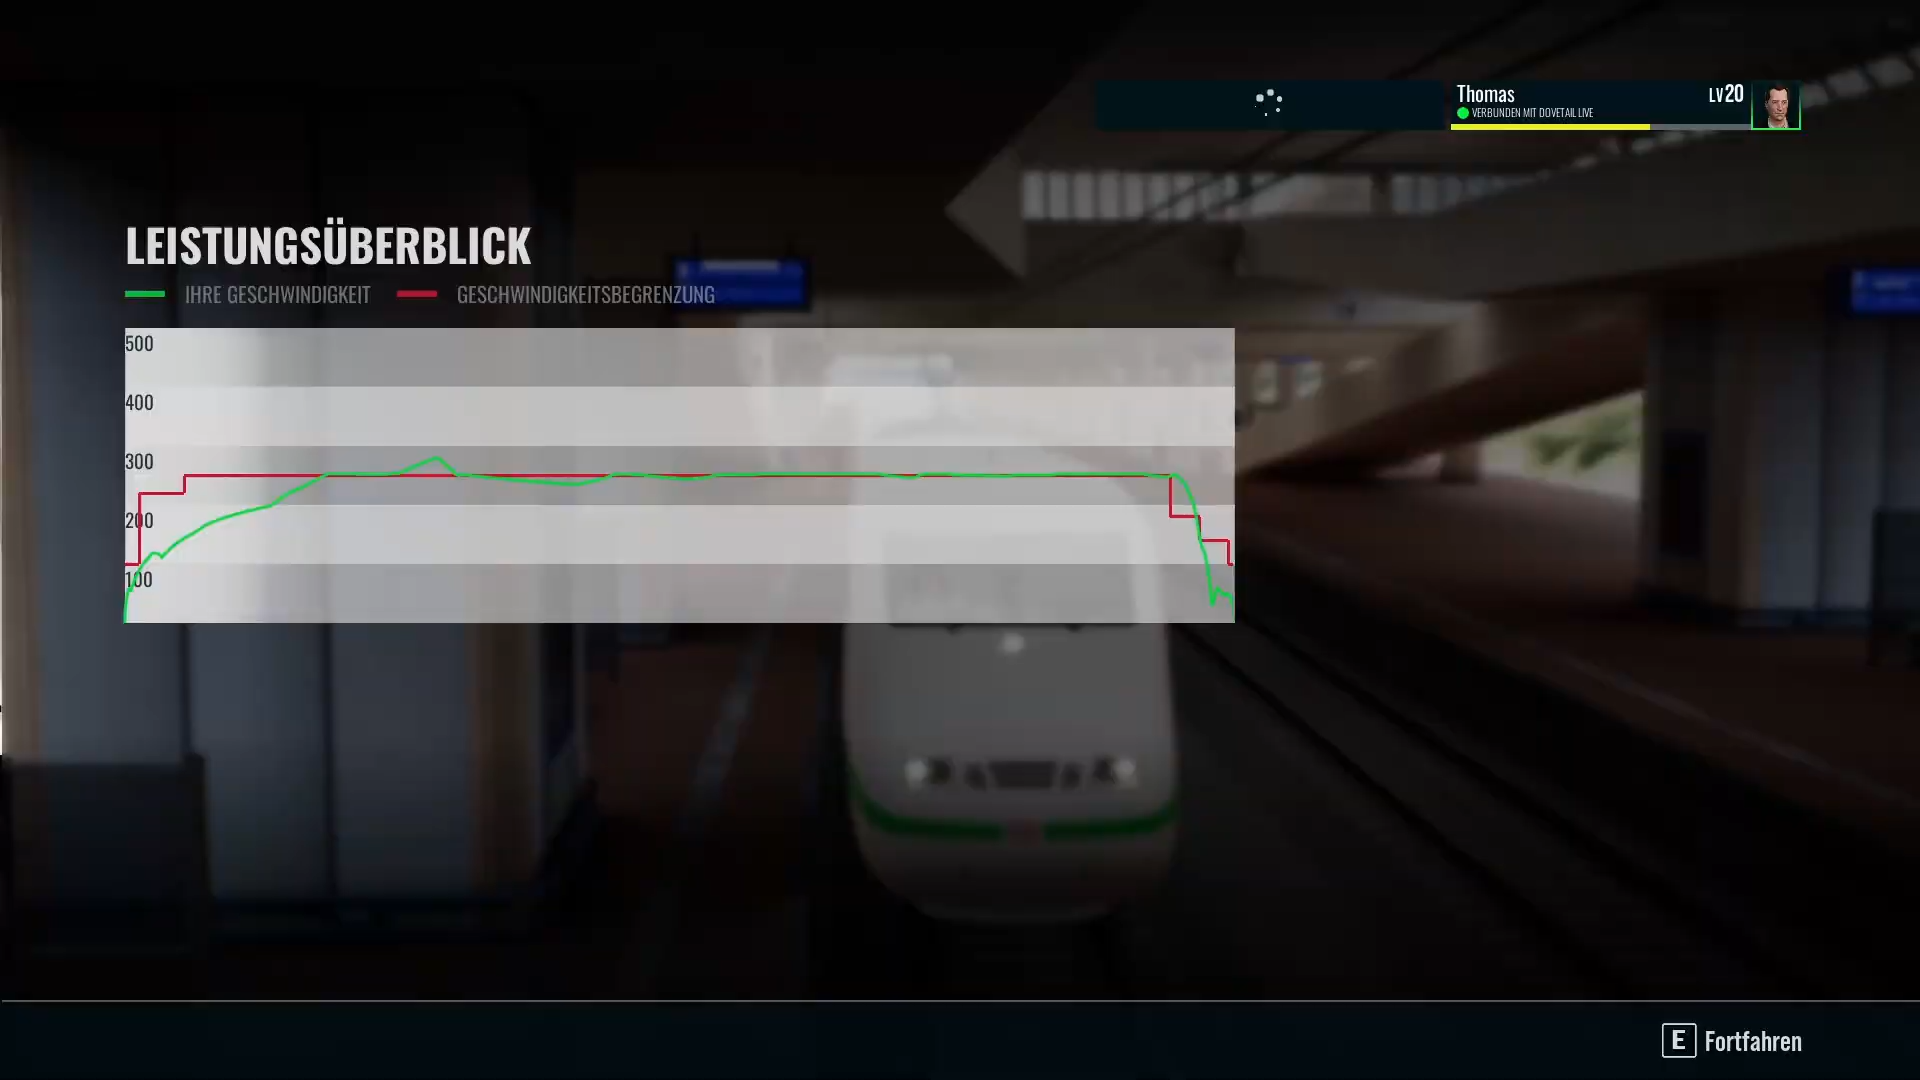 Thomas
LV20
VERBUNDEN MIT DOVETAIL LIVE
LEISTUNGSÜBERBLICK
IHRE GESCHWINDIGKEIT
GESCHWINDIGKEITSBEGRENZUNG
500
400
300
200
100
E Fortfahren